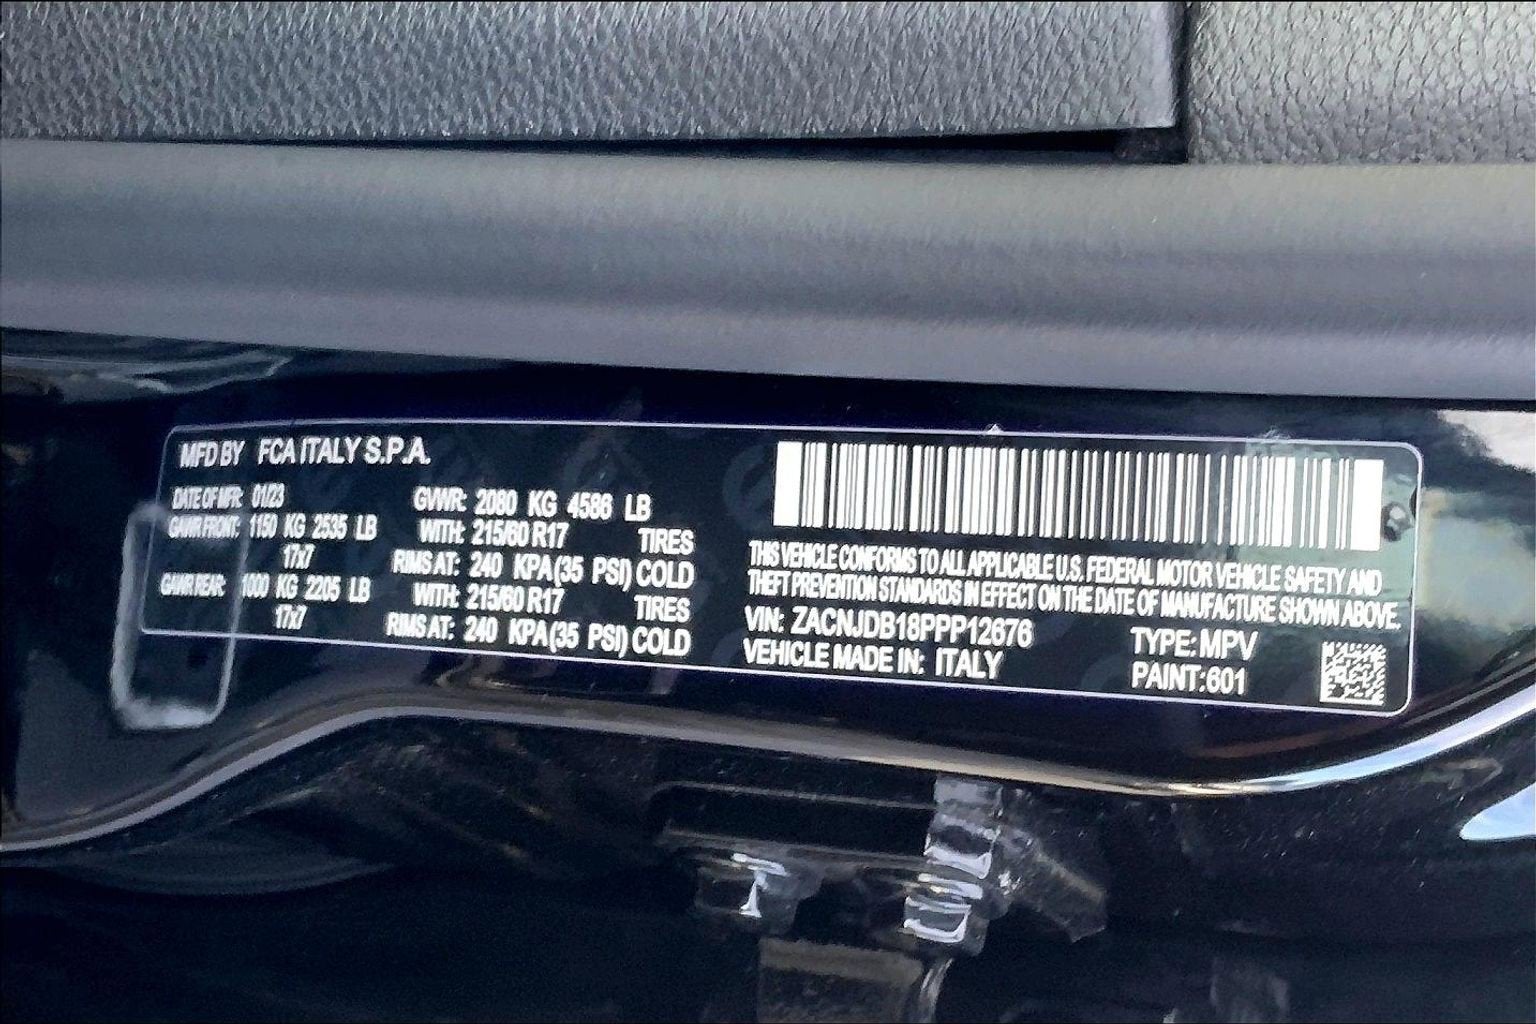 MFD BY FCA ITALY S.P.A.
DATE OF MFR: 01/23 GVWR: 2080 KG 4586 LB
GAWR FRONT: 1150 KG 2535 LB WITH: 215/60 R17 TIRES
17x7 RIMS AT: 240 KPA(35 PSI) COLD
GAWR REAR: 1000 KG 2205 LB WITH: 215/60 R17 TIRES
17x7 RIMS AT: 240 KPA(35 PSI) COLD
THIS VEHICLE CONFORMS TO ALL APPLICABLE U.S. FEDERAL MOTOR VEHICLE SAFETY AND
THEFT PREVENTION STANDARDS IN EFFECT ON THE DATE OF MANUFACTURE SHOWN ABOVE.
VIN: ZACNJDB18PPP12676 TYPE: MPV
VEHICLE MADE IN: ITALY PAINT:601